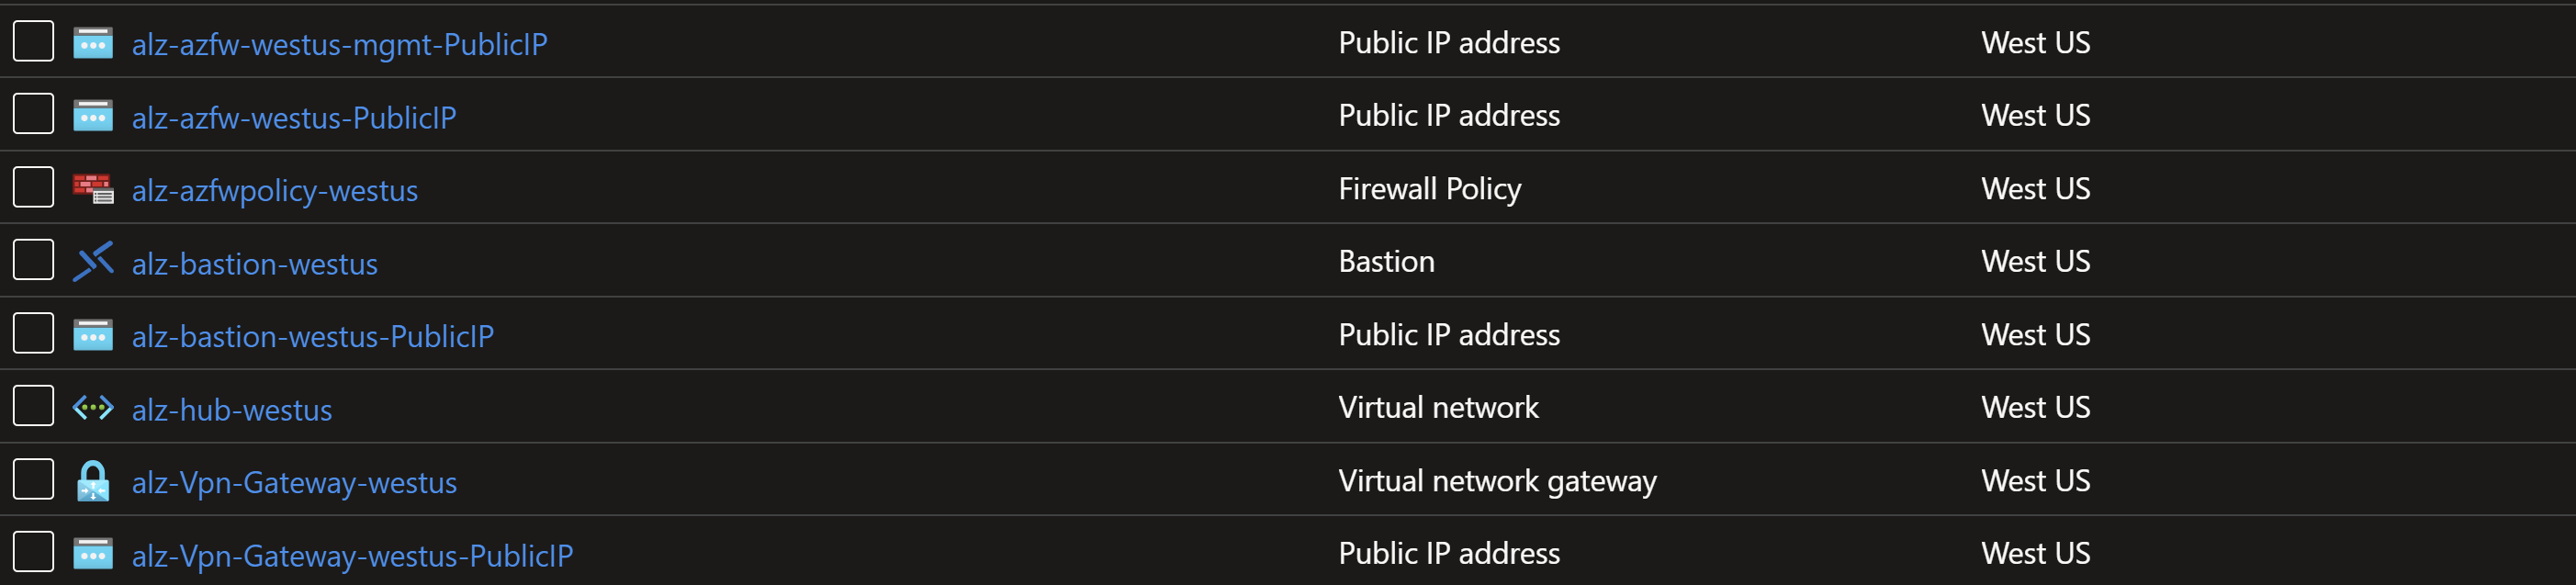 alz-azfw-westus-mgmt-PublicIP Public IP address West US
alz-azfw-westus-PublicIP Public IP address West US
alz-azfwpolicy-westus Firewall Policy West US
alz-bastion-westus Bastion West US
alz-bastion-westus-PublicIP Public IP address West US
alz-hub-westus Virtual network West US
alz-Vpn-Gateway-westus Virtual network gateway West US
alz-Vpn-Gateway-westus-PublicIP Public IP address West US